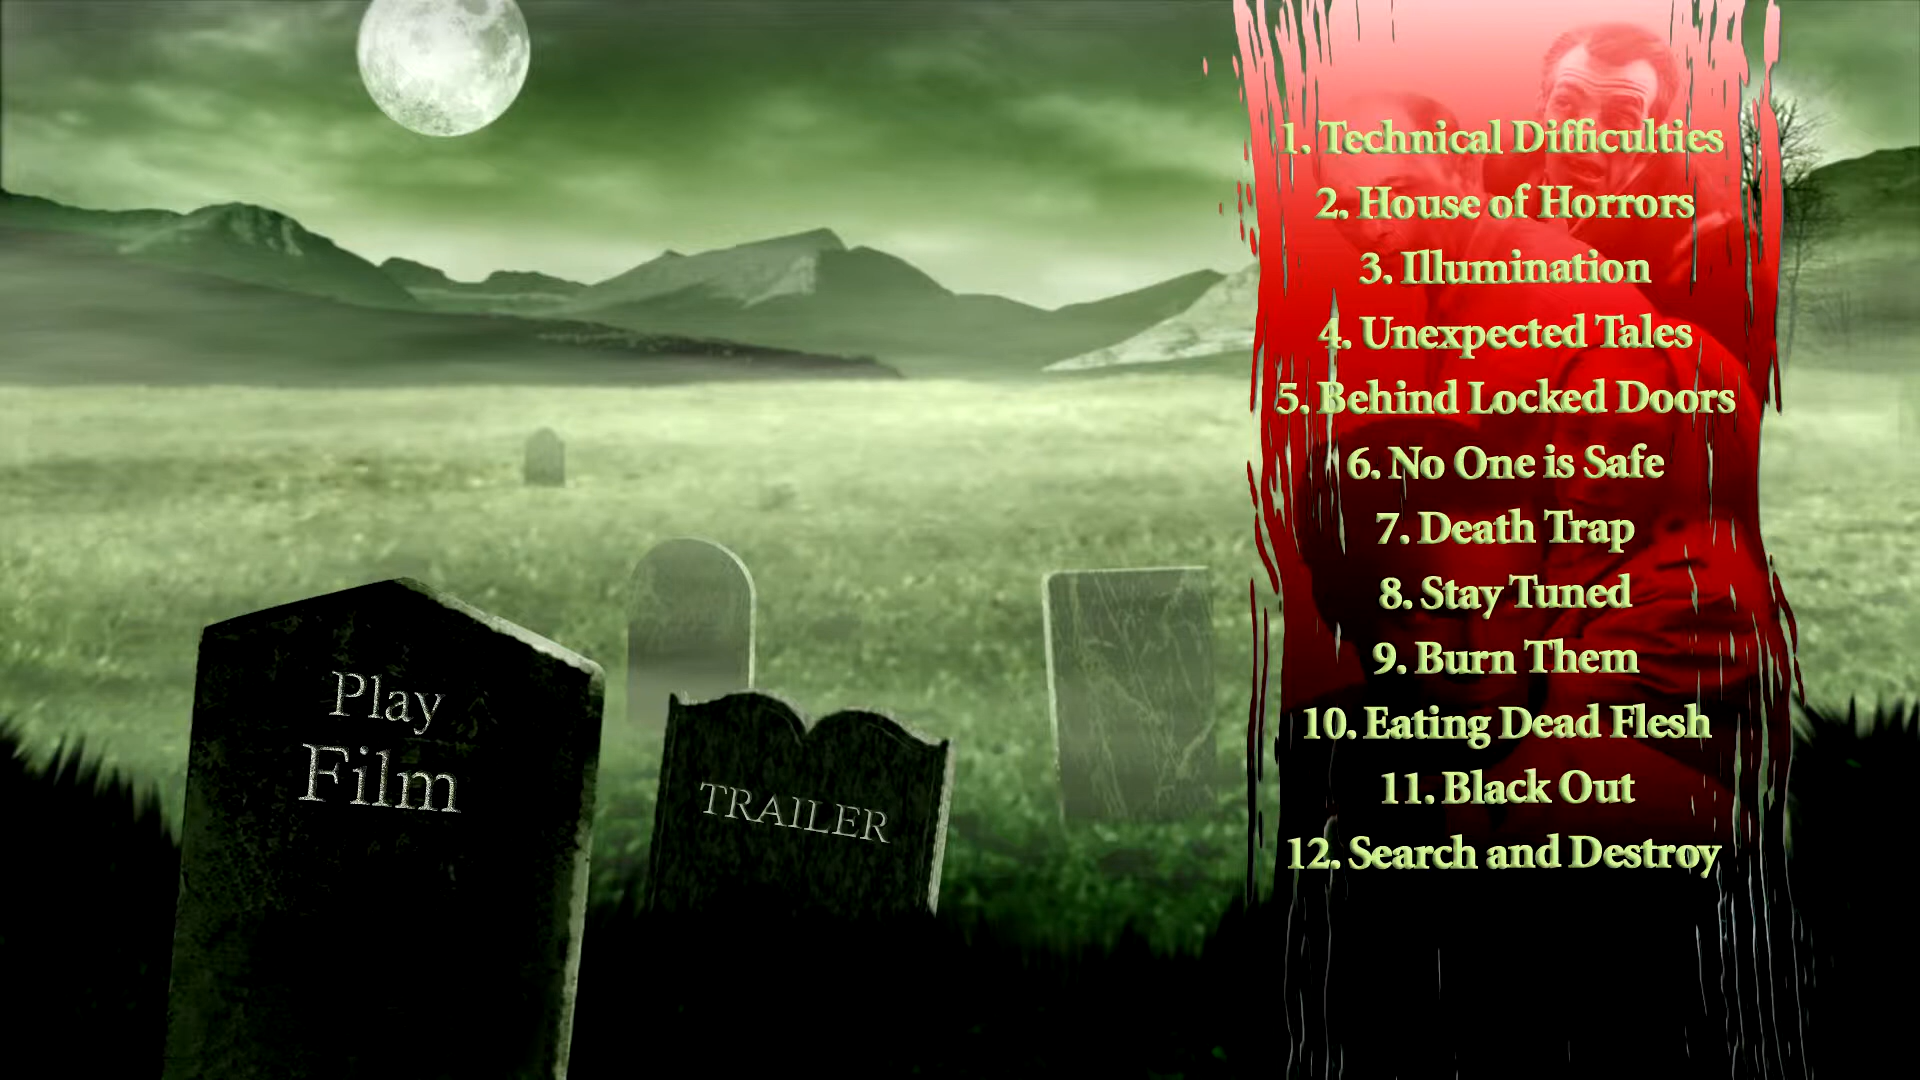 Play
Film
TRAILER
1. Technical Difficulties
2. House of Horrors
3. Illumination
4. Unexpected Tales
5. Behind Locked Doors
6. No One is Safe
7. Death Trap
8. Stay Tuned
9. Burn Them
10. Eating Dead Flesh
11. Black Out
12. Search and Destroy